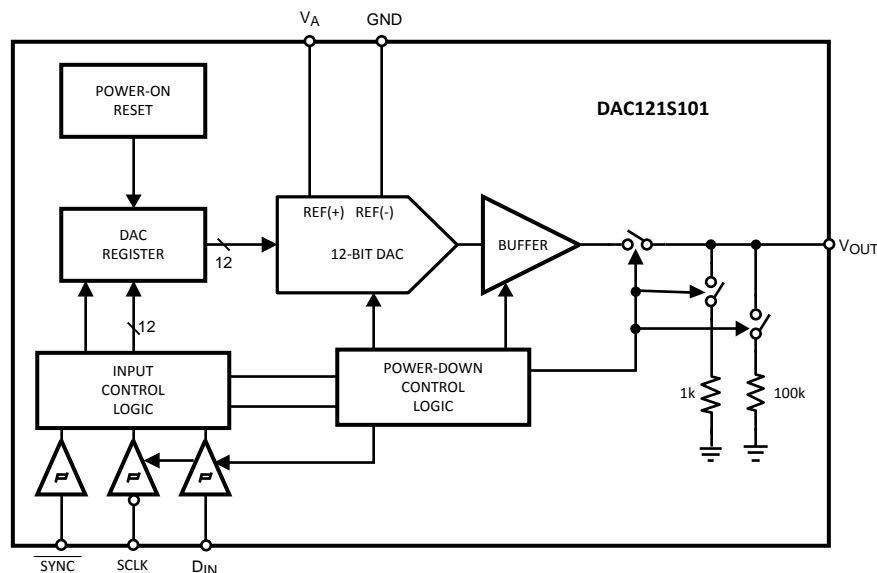 VA
GND
POWER-ON
RESET
DAC121S101
REF(+)
REF(-)
DAC
REGISTER
12
12-BIT DAC
BUFFER
VOUT
12
INPUT
CONTROL
LOGIC
POWER-DOWN
CONTROL
LOGIC
1k
100k
SYNC
SCLK
DIN